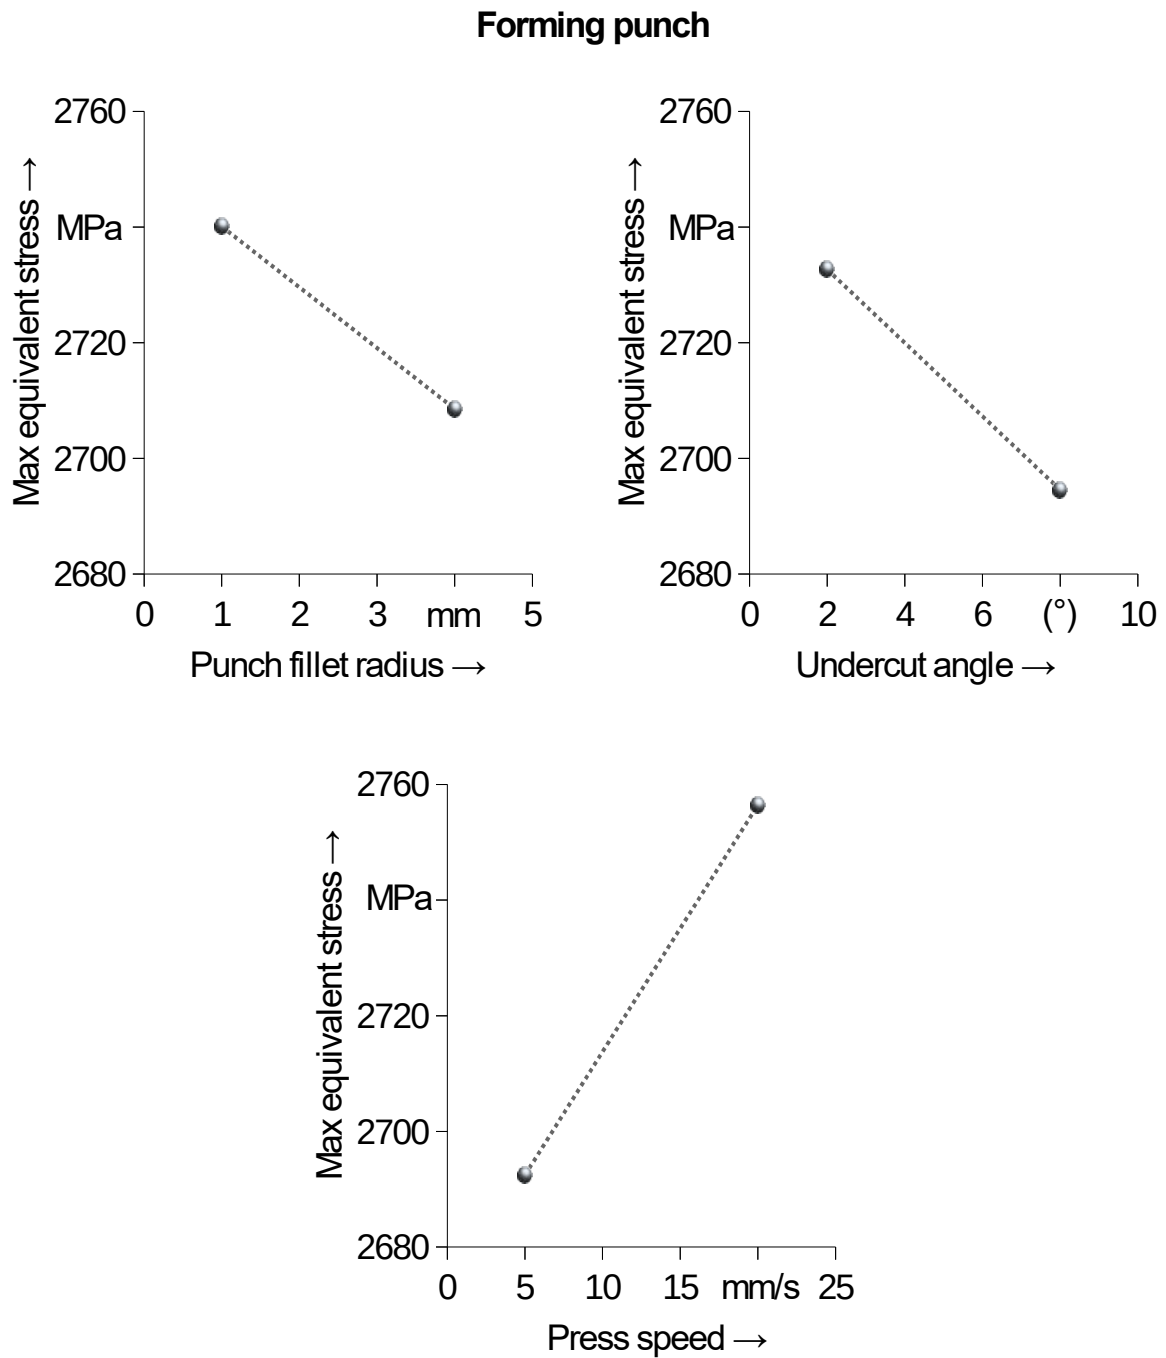 Forming punch
2760
MPa
2720
2700
2680
Max equivalent stress →
0 1 2 3 mm 5
Punch fillet radius →
2760
MPa
2720
2700
2680
Max equivalent stress →
0 2 4 6 (°) 10
Undercut angle →
2760
MPa
2720
2700
2680
Max equivalent stress →
0 5 10 15 mm/s 25
Press speed →